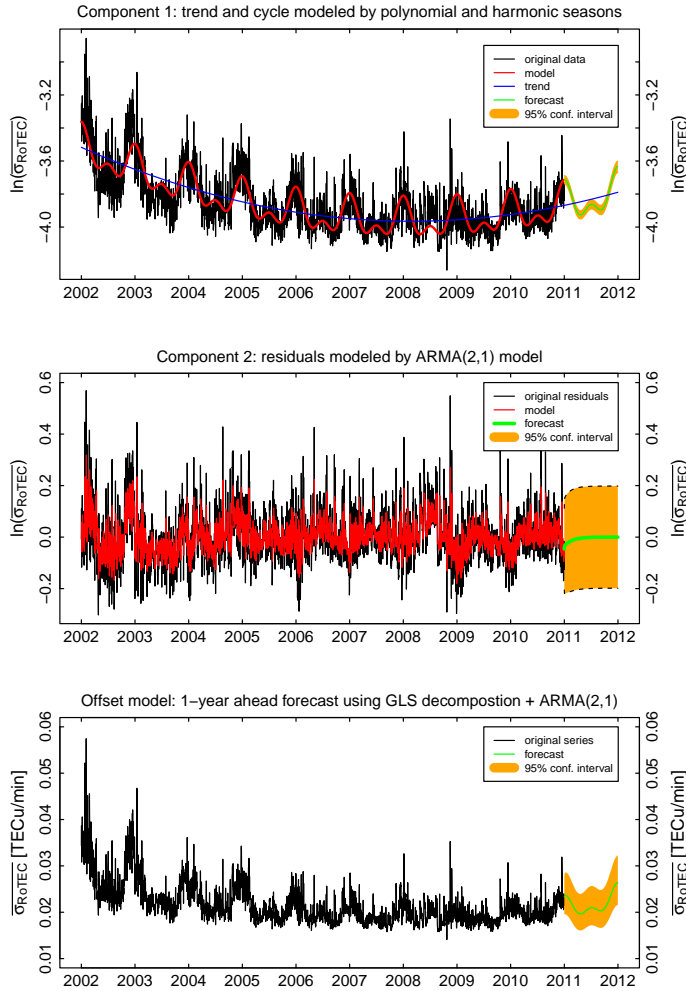 Component 1: trend and cycle modeled by polynomial and harmonic seasons
ln(σ̅RoTEC)
−4.0
−3.6
−3.2
original data
model
trend
forecast
95% conf. interval
−4.0
−3.6
−3.2
ln(σ̅RoTEC)
2002 2003 2004 2005 2006 2007 2008 2009 2010 2011 2012
Component 2: residuals modeled by ARMA(2,1) model
ln(σ̅RoTEC)
−0.2
0.0
0.2
0.4
0.6
original residuals
model
forecast
95% conf. interval
−0.2
0.0
0.2
0.4
0.6
ln(σ̅RoTEC)
2002 2003 2004 2005 2006 2007 2008 2009 2010 2011 2012
Offset model: 1−year ahead forecast using GLS decompostion + ARMA(2,1)
σ̅RoTEC [TECu/min]
0.01
0.02
0.03
0.04
0.05
0.06
original series
forecast
95% conf. interval
0.01
0.02
0.03
0.04
0.05
0.06
σ̅RoTEC [TECu/min]
2002 2003 2004 2005 2006 2007 2008 2009 2010 2011 2012